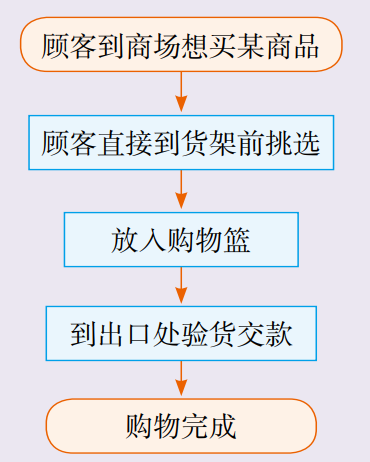 顾客到商场想买某商品
顾客直接到货架前挑选
放入购物篮
到出口处验货交款
购物完成